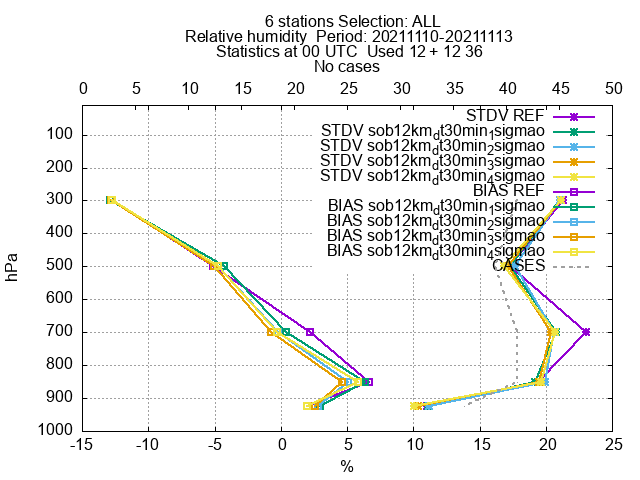 6 stations Selection: ALL
Relative humidity  Period: 20211110-20211113
Statistics at 00 UTC  Used 12 + 12 36
No cases
0 5 10 15 20 25 30 35 40 45 50
STDV REF
STDV sob12km_dt30min_1sigmao
STDV sob12km_dt30min_2sigmao
STDV sob12km_dt30min_3sigmao
STDV sob12km_dt30min_4sigmao
BIAS REF
BIAS sob12km_dt30min_1sigmao
BIAS sob12km_dt30min_2sigmao
BIAS sob12km_dt30min_3sigmao
BIAS sob12km_dt30min_4sigmao
CASES
100
200
300
400
500
600
700
800
900
1000
hPa
-15 -10 -5 0 5 10 15 20 25
%